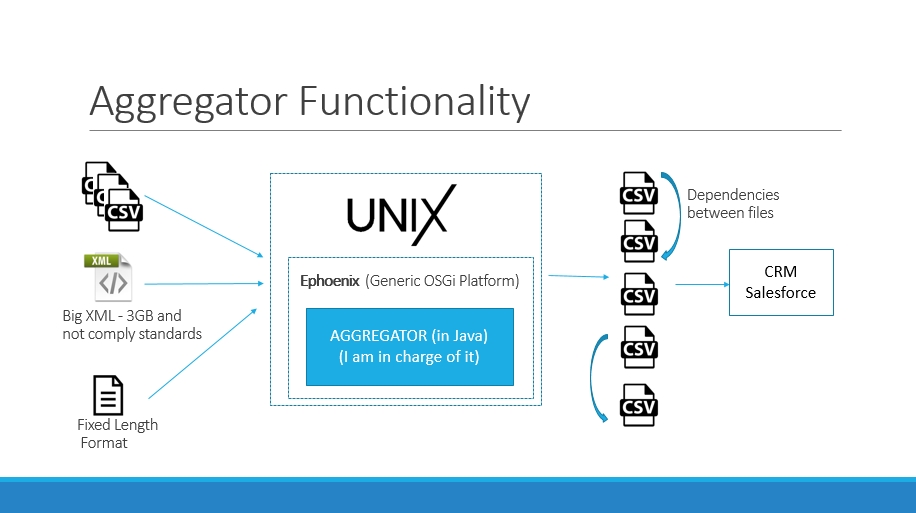 Aggregator Functionality
CSV
XML
Big XML - 3GB and
not comply standards
Fixed Length
Format
UNIX
Ephoenix (Generic OSGi Platform)
AGGREGATOR (in Java)
(I am in charge of it)
CSV
CSV
CSV
CSV
CSV
Dependencies
between files
CRM
Salesforce